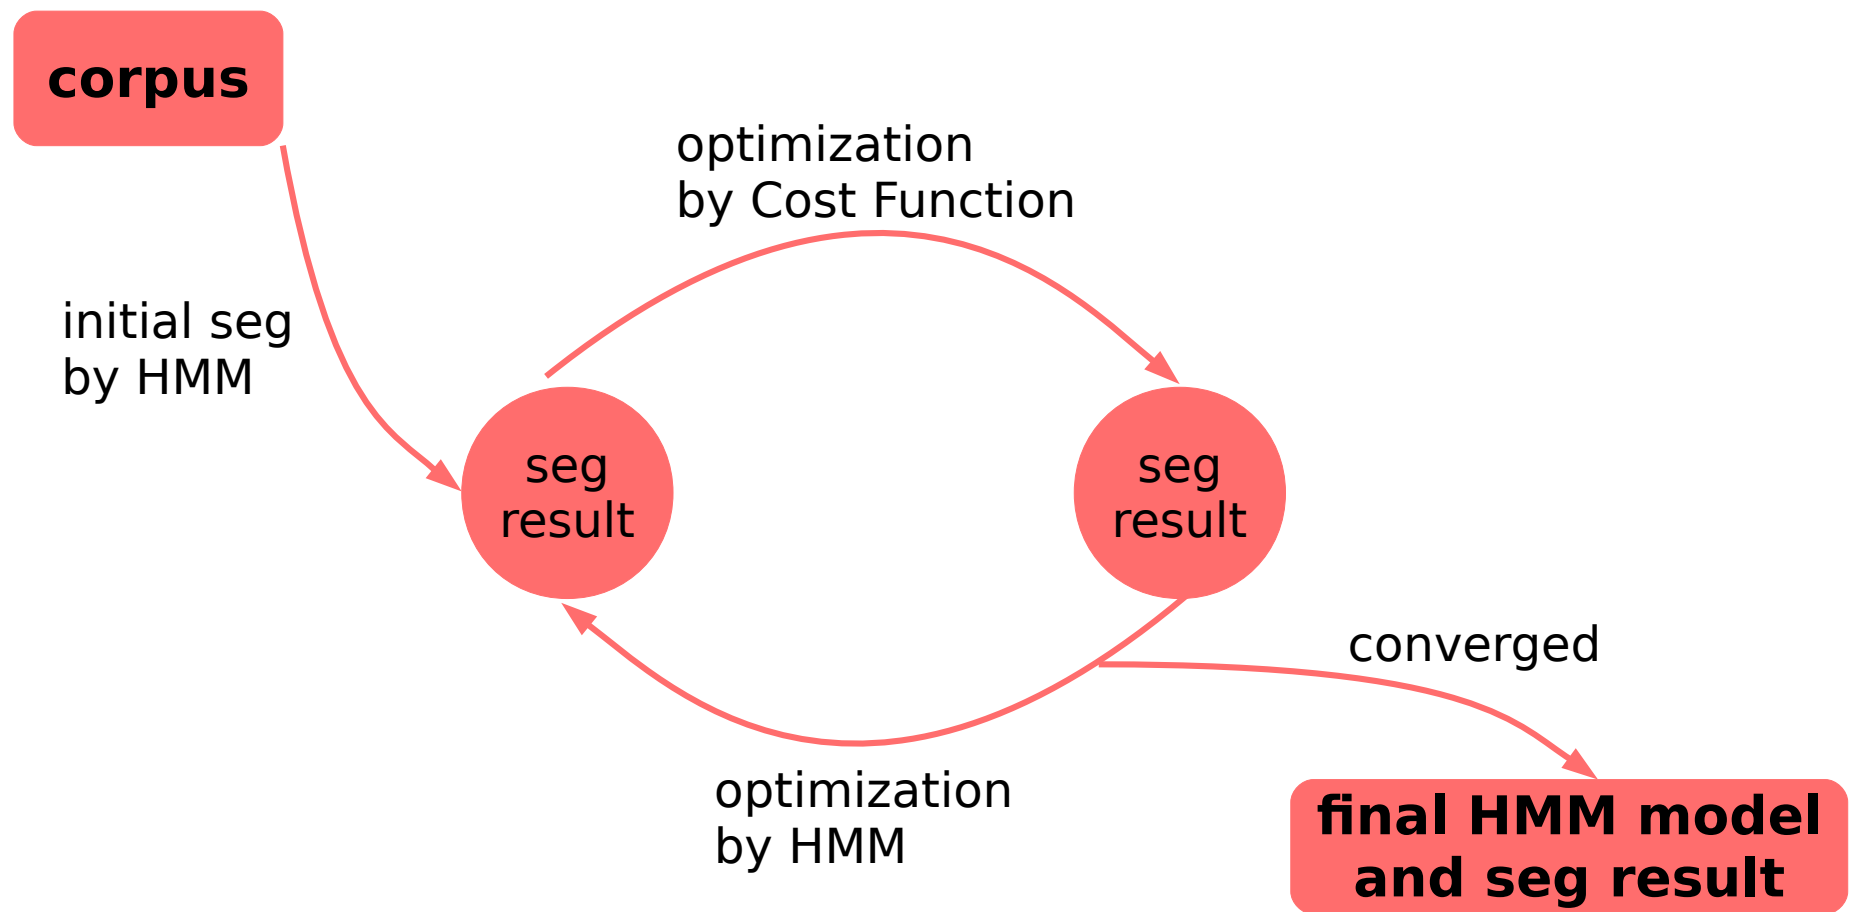 corpus
optimization
by Cost Function
initial seg
by HMM
seg
result
seg
result
converged
optimization
by HMM
final HMM model
and seg result